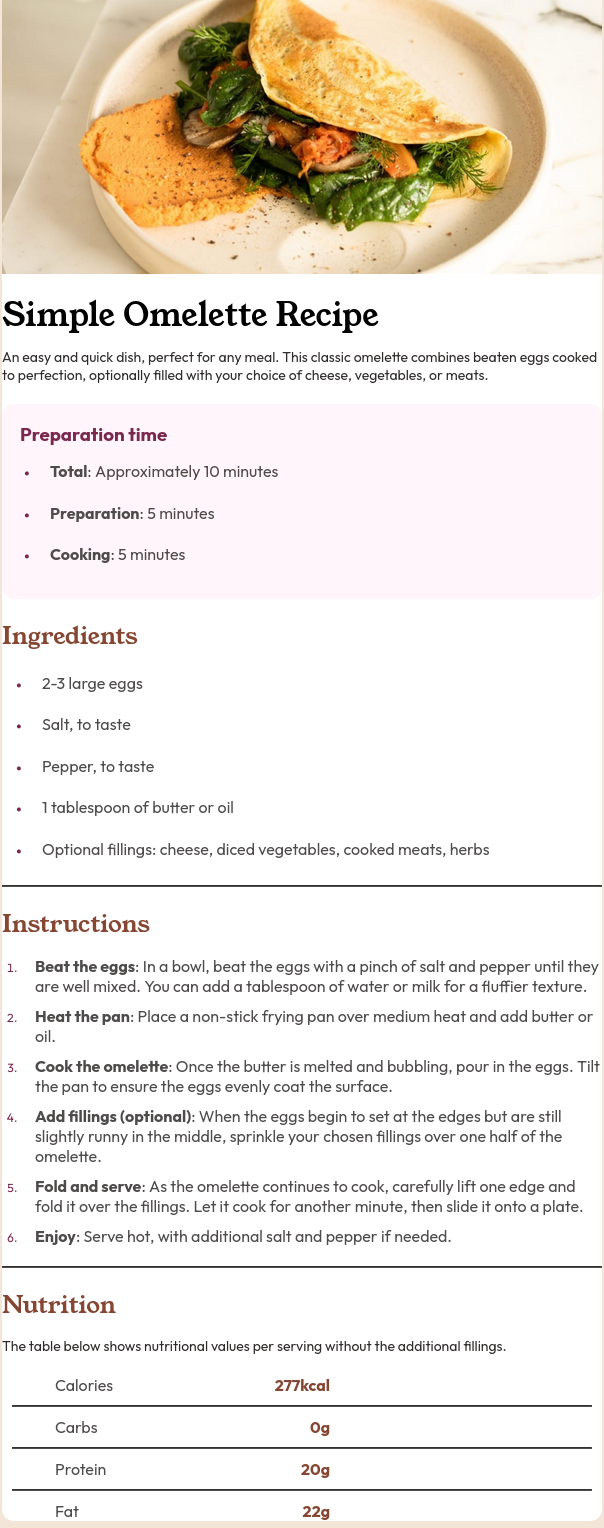 Simple Omelette Recipe
An easy and quick dish, perfect for any meal. This classic omelette combines beaten eggs cooked
to perfection, optionally filled with your choice of cheese, vegetables, or meats.
Preparation time
• Total: Approximately 10 minutes
• Preparation: 5 minutes
• Cooking: 5 minutes
Ingredients
• 2-3 large eggs
• Salt, to taste
• Pepper, to taste
• 1 tablespoon of butter or oil
• Optional fillings: cheese, diced vegetables, cooked meats, herbs
Instructions
1. Beat the eggs: In a bowl, beat the eggs with a pinch of salt and pepper until they
are well mixed. You can add a tablespoon of water or milk for a fluffier texture.
2. Heat the pan: Place a non-stick frying pan over medium heat and add butter or
oil.
3. Cook the omelette: Once the butter is melted and bubbling, pour in the eggs. Tilt
the pan to ensure the eggs evenly coat the surface.
4. Add fillings (optional): When the eggs begin to set at the edges but are still
slightly runny in the middle, sprinkle your chosen fillings over one half of the
omelette.
5. Fold and serve: As the omelette continues to cook, carefully lift one edge and
fold it over the fillings. Let it cook for another minute, then slide it onto a plate.
6. Enjoy: Serve hot, with additional salt and pepper if needed.
Nutrition
The table below shows nutritional values per serving without the additional fillings.
Calories 277kcal
Carbs 0g
Protein 20g
Fat 22g